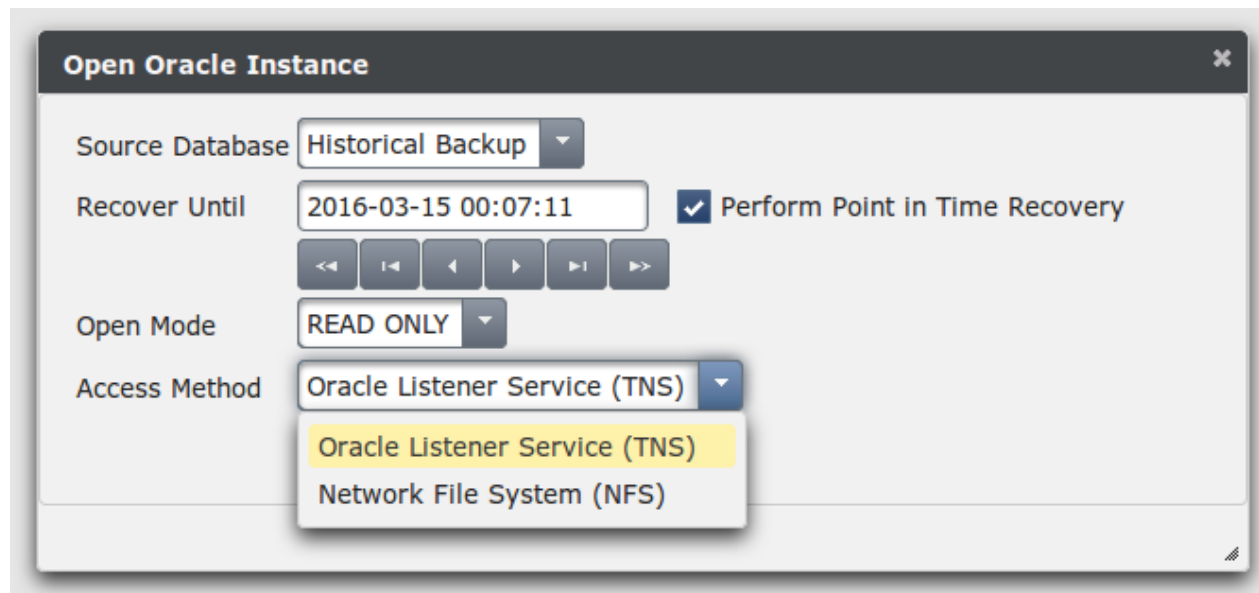 Open Oracle Instance
Source Database Historical Backup
Recover Until 2016-03-15 00:07:11 Perform Point in Time Recovery
Open Mode READ ONLY
Access Method Oracle Listener Service (TNS)
Oracle Listener Service (TNS)
Network File System (NFS)